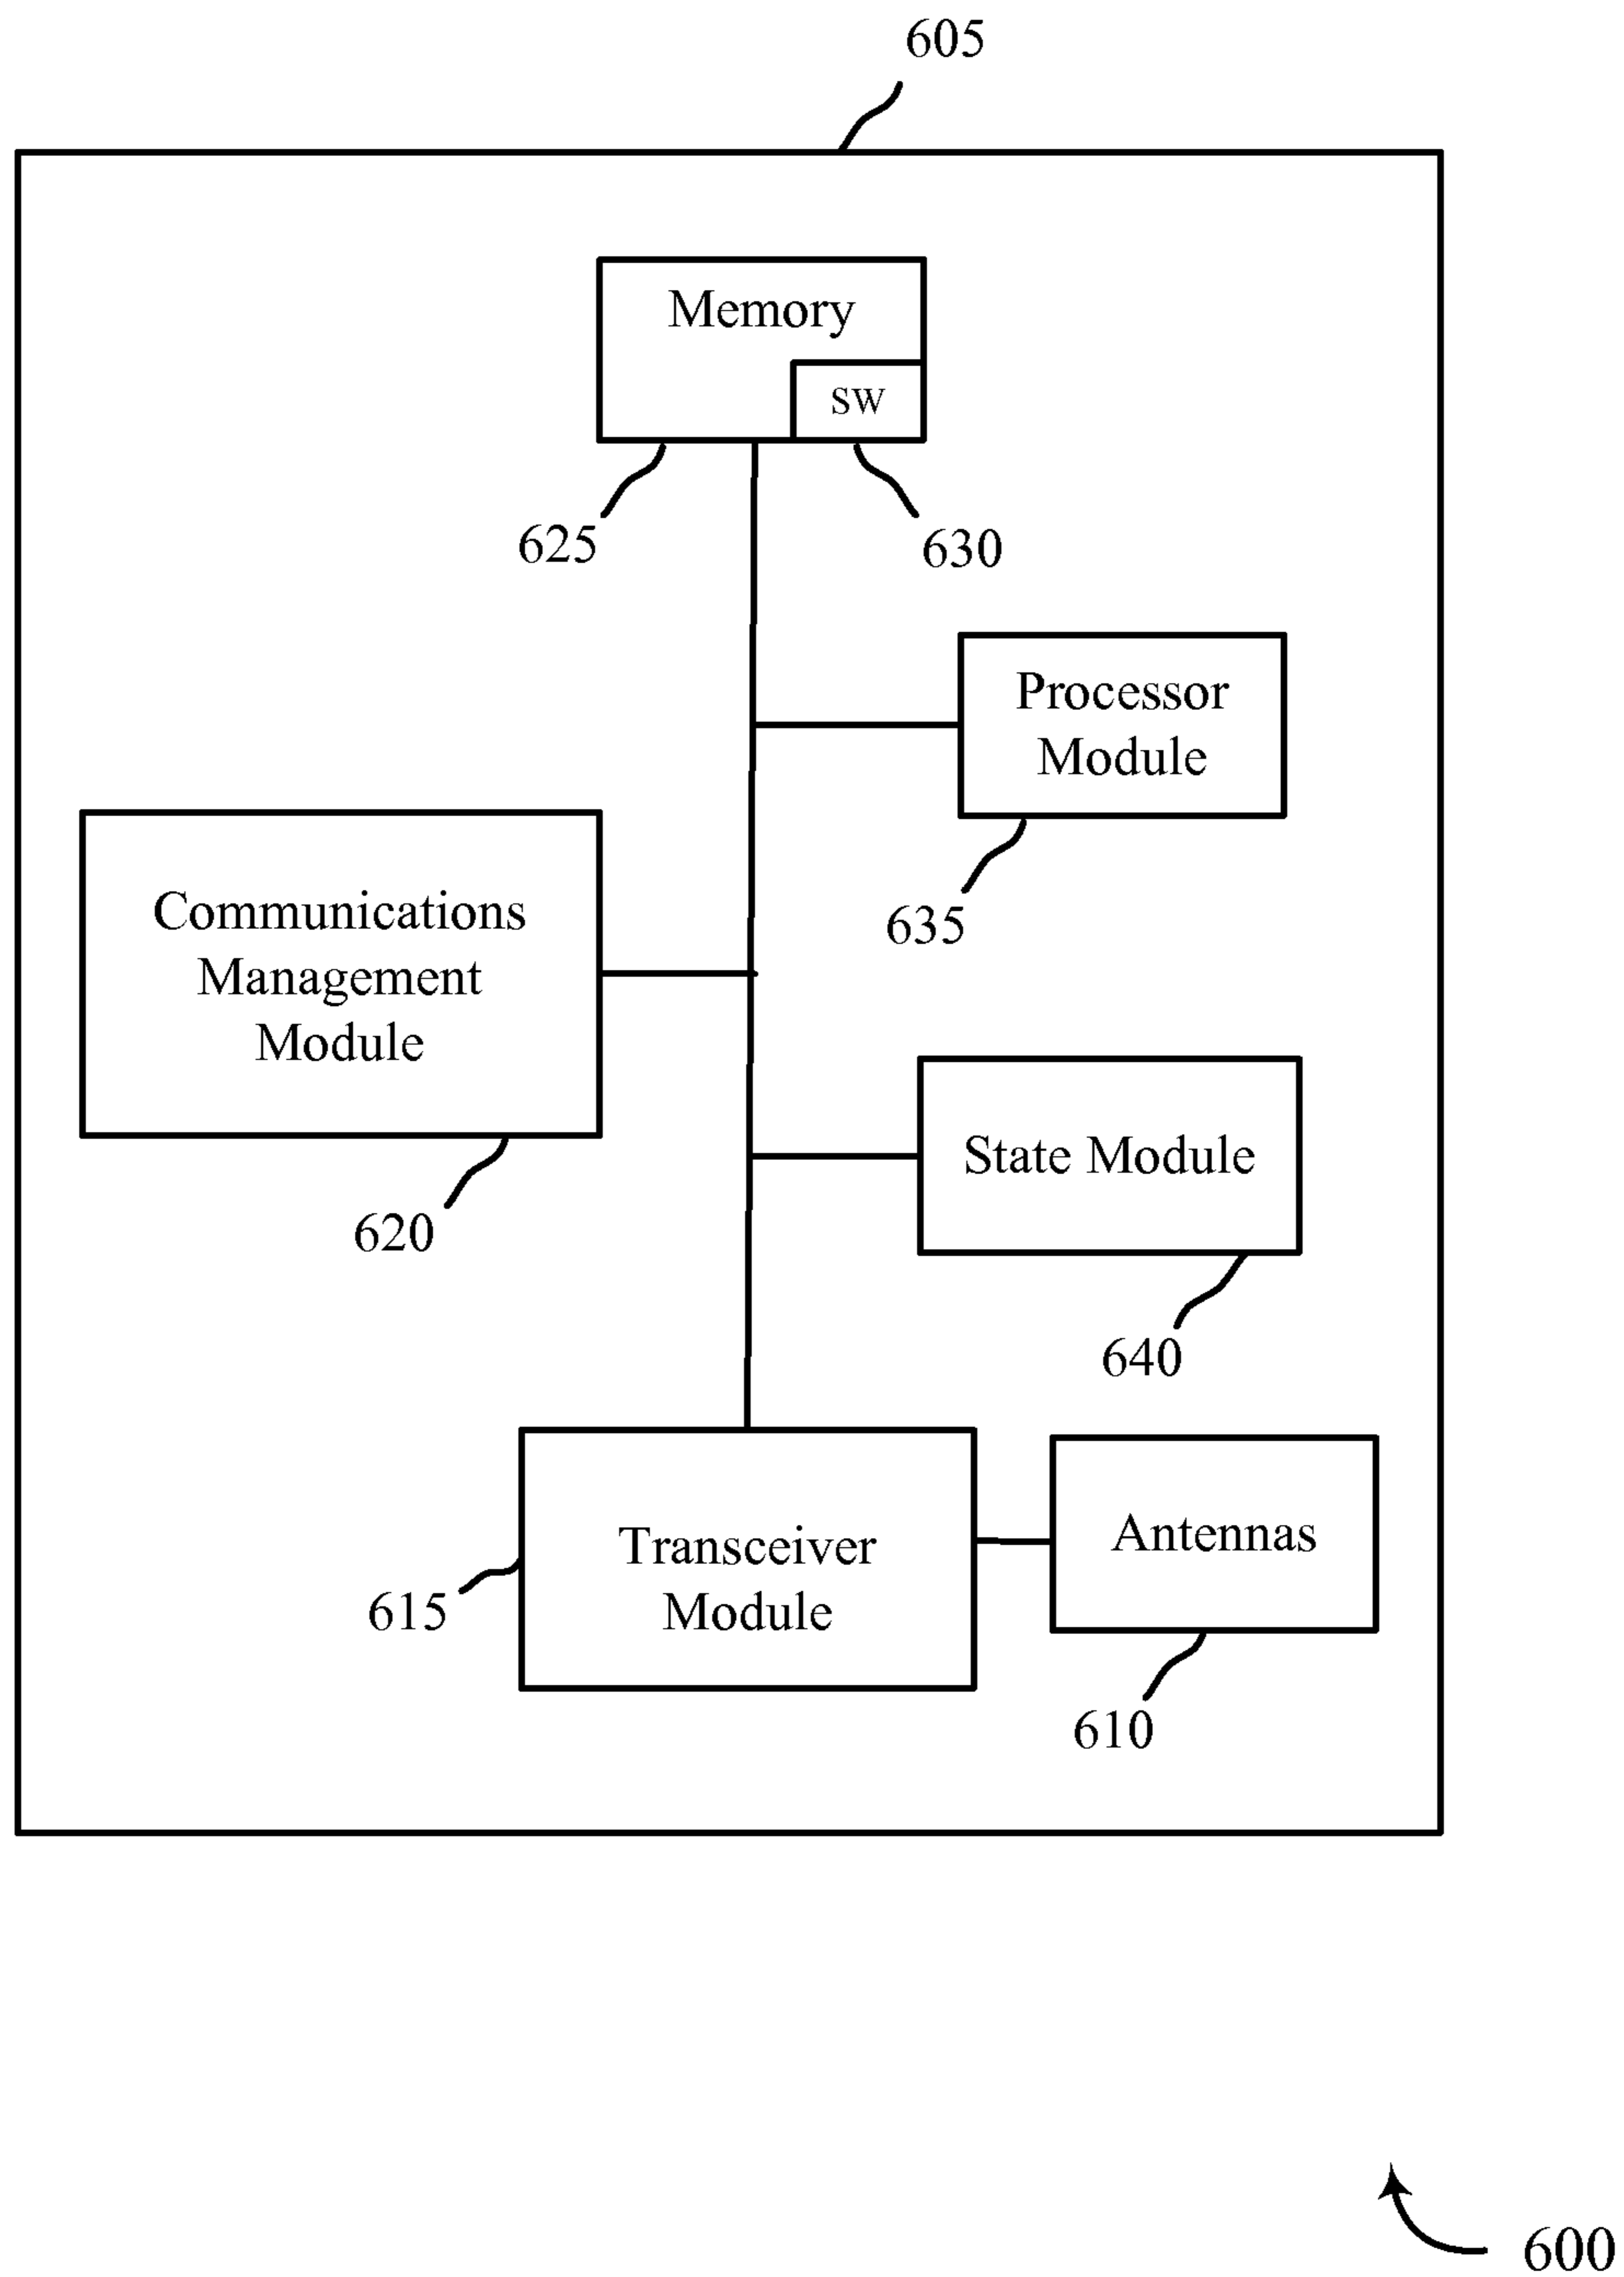 605
Memory
SW
625
630
Processor
Module
635
Communications
Management
Module
620
State Module
640
Transceiver
Module
615
Antennas
610
600